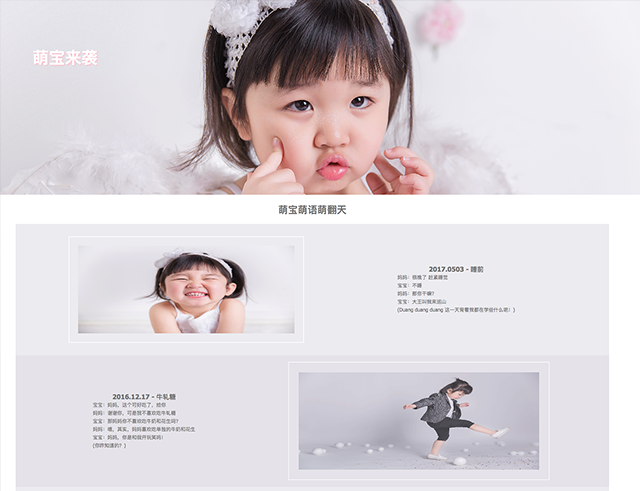 萌宝来袭
萌宝萌语萌翻天
2017.0503 - 睡前
妈妈：很晚了 赶紧睡觉
宝宝：不睡
妈妈：那你干嘛？
宝宝：大王叫我来巡山
(Duang duang duang 这一天背着我都在学些什么呢！)
2016.12.17 - 牛轧糖
宝宝：妈妈，这个可好吃了，给你
妈妈：谢谢你，可是我不喜欢吃牛轧糖
宝宝：那妈妈你不喜欢吃牛奶和花生吗？
妈妈：嗯，其实，妈妈喜欢吃单独的牛奶和花生
宝宝：妈妈，你是和我开玩笑吗！
(你咋知道的？)